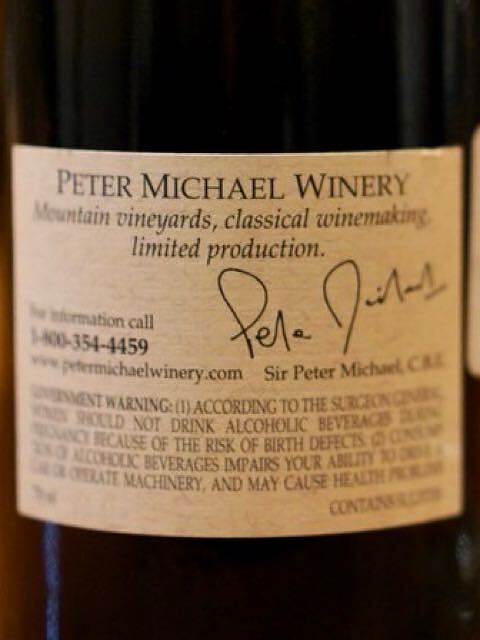 PETER MICHAEL WINERY
Mountain vineyards, classical winemaking,
limited production.
For information call
1-800-354-4459
www.petermichaelwinery.com
Pete Michael
Sir Peter Michael, C.B.E.
GOVERNMENT WARNING: (1) ACCORDING TO THE SURGEON GENERAL,
WOMEN SHOULD NOT DRINK ALCOHOLIC BEVERAGES DURING
PREGNANCY BECAUSE OF THE RISK OF BIRTH DEFECTS. (2) CONSUMP-
TION OF ALCOHOLIC BEVERAGES IMPAIRS YOUR ABILITY TO DRIVE A
CAR OR OPERATE MACHINERY, AND MAY CAUSE HEALTH PROBLEMS
CONTAINS SULFITES